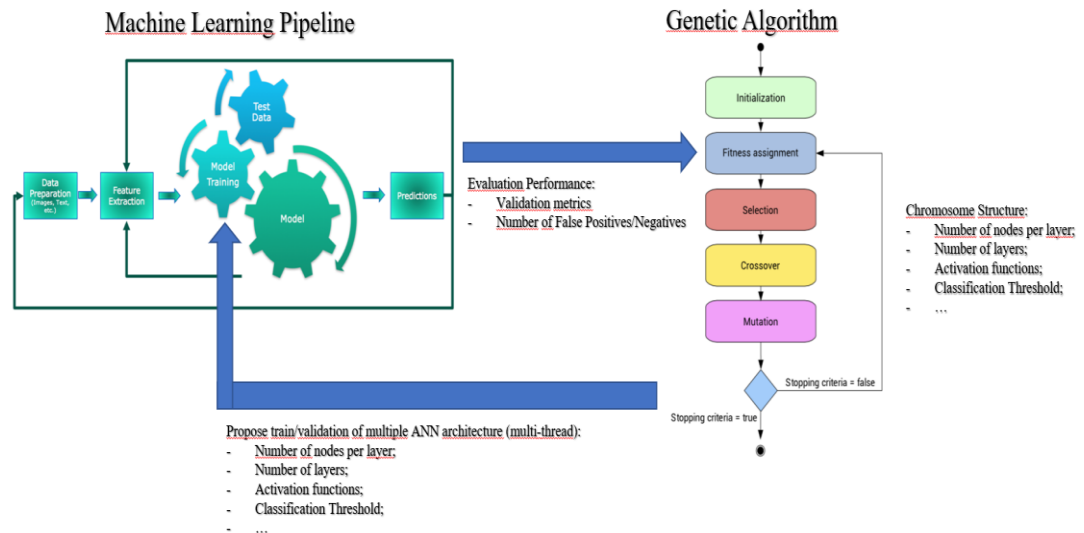 Machine Learning Pipeline
Test
Data
Model
Training
Model
Data
Preparation
(Images, Text,
etc.)
Feature
Extraction
Predictions
Evaluation Performance:
- Validation metrics
- Number of False Positives/Negatives
Propose train/validation of multiple ANN architecture (multi-thread):
- Number of nodes per layer;
- Number of layers;
- Activation functions;
- Classification Threshold;
- …
Genetic Algorithm
Initialization
Fitness assignment
Selection
Crossover
Mutation
Stopping criteria = false
Stopping criteria = true
Chromosome Structure:
- Number of nodes per layer;
- Number of layers;
- Activation functions;
- Classification Threshold;
- …